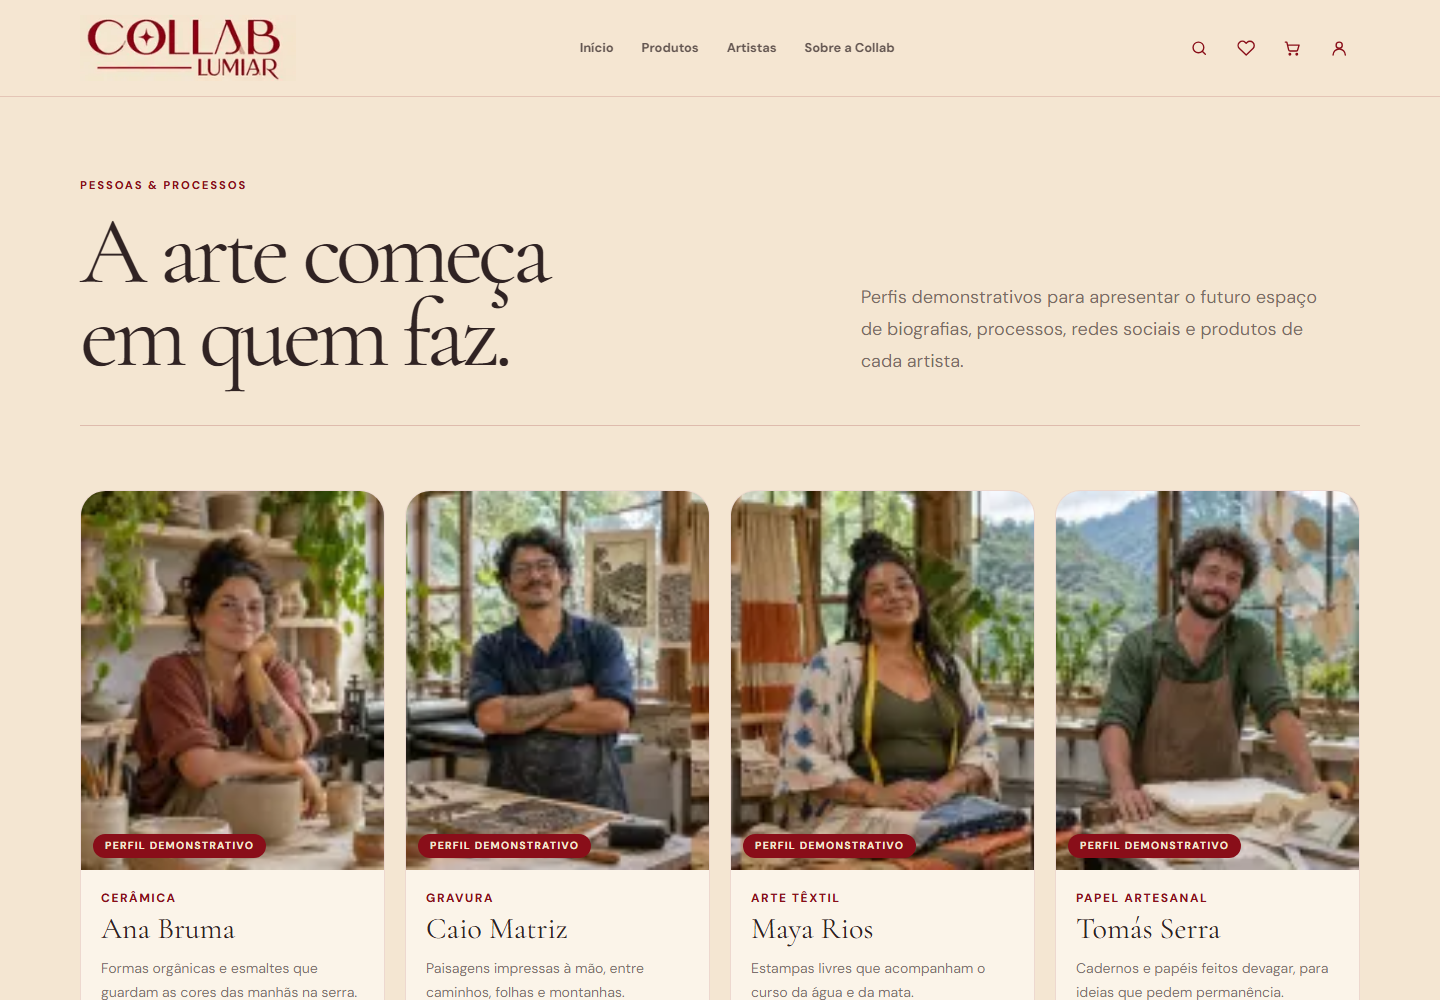 COLLAB
LUMIAR
Início
Produtos
Artistas
Sobre a Collab
PESSOAS & PROCESSOS
A arte começa
em quem faz.
Perfis demonstrativos para apresentar o futuro espaço
de biografias, processos, redes sociais e produtos de
cada artista.
PERFIL DEMONSTRATIVO
CERÂMICA
Ana Bruma
Formas orgânicas e esmaltes que
guardam as cores das manhãs na serra.
PERFIL DEMONSTRATIVO
GRAVURA
Caio Matriz
Paisagens impressas à mão, entre
caminhos, folhas e montanhas.
PERFIL DEMONSTRATIVO
ARTE TÊXTIL
Maya Rios
Estampas livres que acompanham o
curso da água e da mata.
PERFIL DEMONSTRATIVO
PAPEL ARTESANAL
Tomás Serra
Cadernos e papéis feitos devagar, para
ideias que pedem permanência.